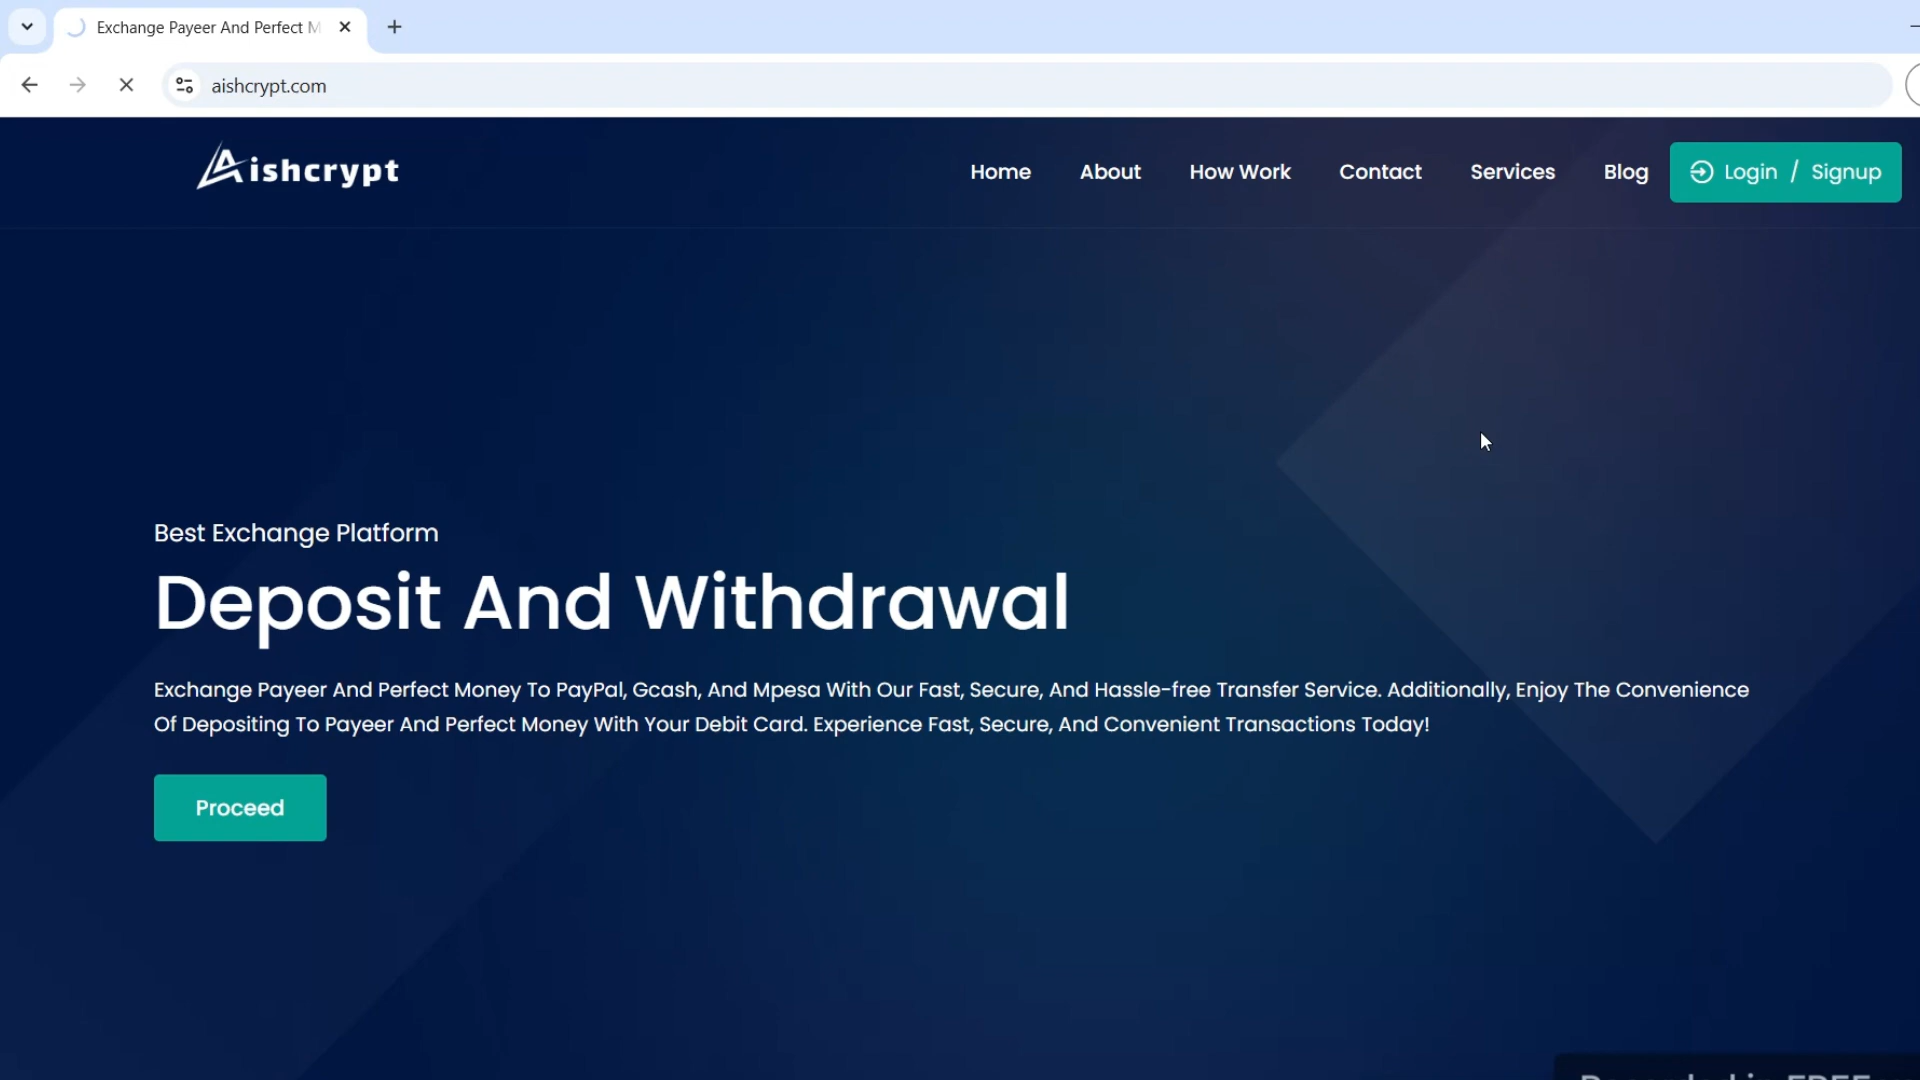 Exchange Payeer And Perfect M
aishcrypt.com
Aishcrypt
Home About How Work Contact Services Blog Login / Signup
Best Exchange Platform
Deposit And Withdrawal
Exchange Payeer And Perfect Money To PayPal, Gcash, And Mpesa With Our Fast, Secure, And Hassle-free Transfer Service. Additionally, Enjoy The Convenience
Of Depositing To Payeer And Perfect Money With Your Debit Card. Experience Fast, Secure, And Convenient Transactions Today!
Proceed